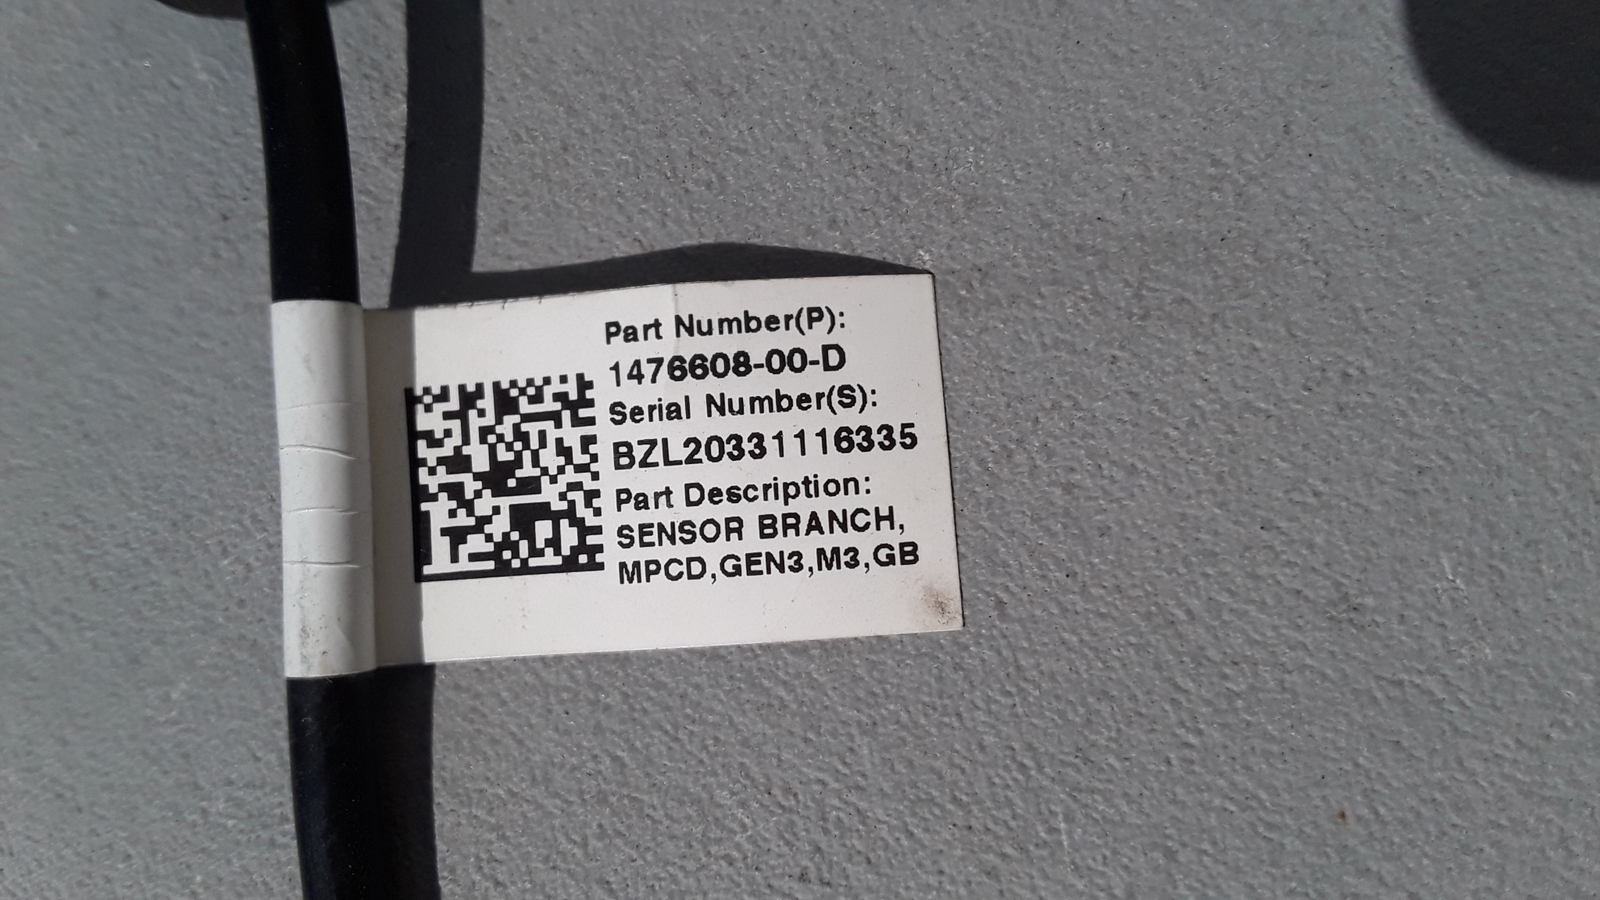 Part Number(P):
1476608-00-D
Serial Number(S):
BZL20331116335
Part Description:
SENSOR BRANCH,
MPCD,GEN3,M3,GB